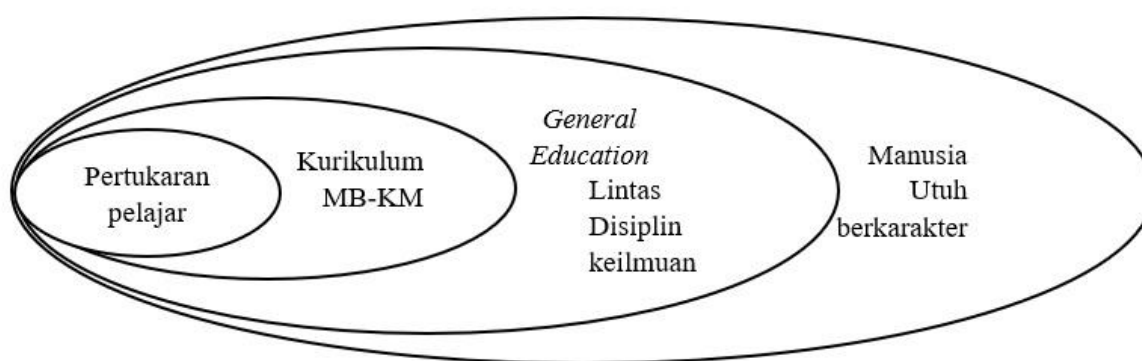 Pertukaran
pelajar
Kurikulum
MB-KM
General
Education
Lintas
Disiplin
keilmuan
Manusia
Utuh
berkarakter